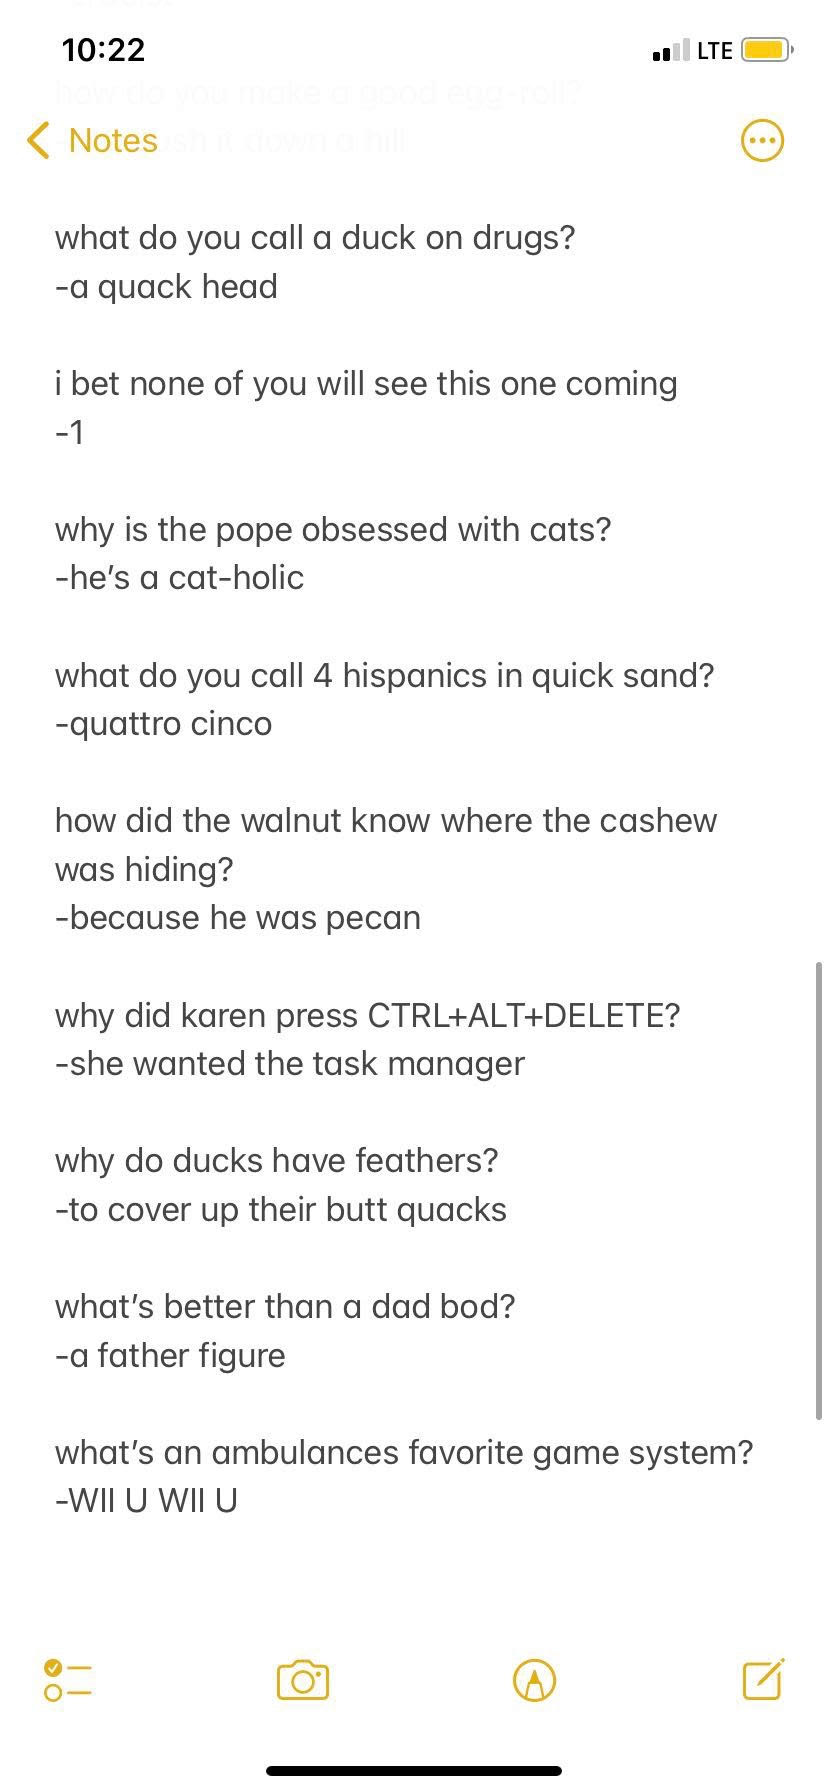 10:22
LTE
how do you make a good egg-roll?
Notes
sh it down a hill
what do you call a duck on drugs?
-a quack head
i bet none of you will see this one coming
-1
why is the pope obsessed with cats?
-he's a cat-holic
what do you call 4 hispanics in quick sand?
-quattro cinco
how did the walnut know where the cashew
was hiding?
-because he was pecan
why did karen press CTRL+ALT+DELETE?
-she wanted the task manager
why do ducks have feathers?
-to cover up their butt quacks
what's better than a dad bod?
-a father figure
what's an ambulances favorite game system?
-WII U WII U